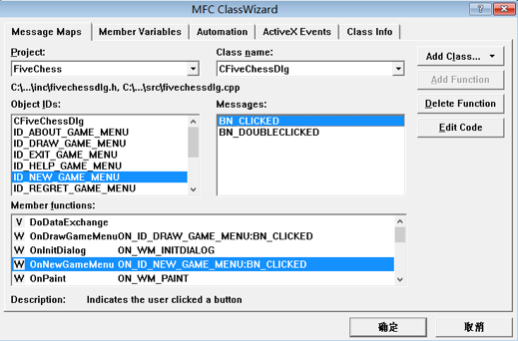 MFC ClassWizard
Message Maps
Member Variables
Automation
ActiveX Events
Class Info
Project:
Class name:
FiveChess
CFiveChessDlg
Add Class...
Add Function
Delete Function
Edit Code
C:\...\inc\fivechessdlg.h, C:\...\src\fivechessdlg.cpp
Object IDs:
Messages:
CFiveChessDlg
ID_ABOUT_GAME_MENU
ID_DRAW_GAME_MENU
ID_EXIT_GAME_MENU
ID_HELP_GAME_MENU
ID_NEW_GAME_MENU
ID_REGRET_GAME_MENU
BN_CLICKED
BN_DOUBLECLICKED
Member functions:
V DoDataExchange
W OnDrawGameMenu ON_ID_DRAW_GAME_MENU:BN_CLICKED
W OnInitDialog ON_WM_INITDIALOG
W OnNewGameMenu ON_ID_NEW_GAME_MENU:BN_CLICKED
W OnPaint ON_WM_PAINT
Description: Indicates the user clicked a button
确定
取消